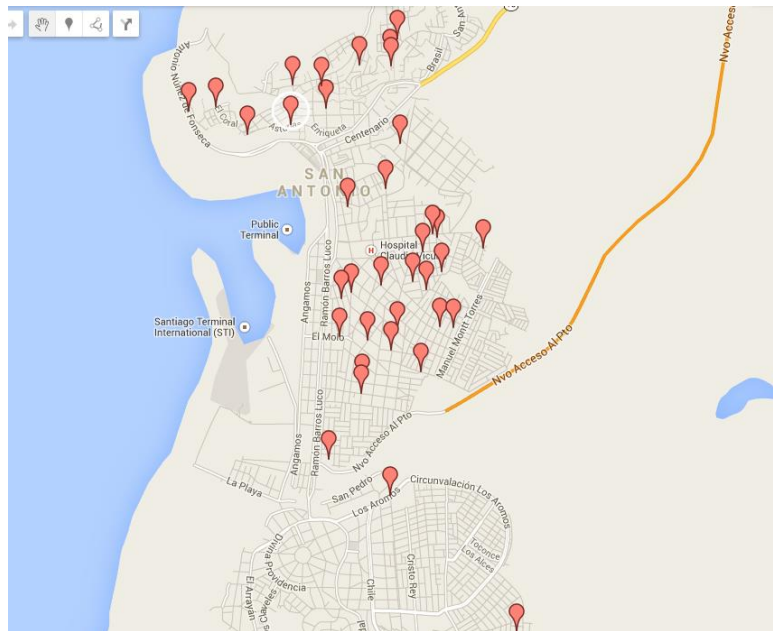 San An
Brasil
Nvo Acceso
Antonio Núñez de Fonseca
El Coral
Enriqueta
Centenario
SAN
ANTONIO
Public
Terminal
Hospital
Ramón Barros Luco
Angamos
Santiago Terminal
International (STI)
El Molo
Manuel Montt Torres
Nvo Acceso Al Pto
Angamos
Ramón Barros Luco
Nvo Acceso Al Pto
La Playa
San Pedro
Los Aromos
Circunvalación Los Aromos
Toconce
Los Alces
Divina Providencia
Cristo Rey
El Arrayán
Claveles
Chile